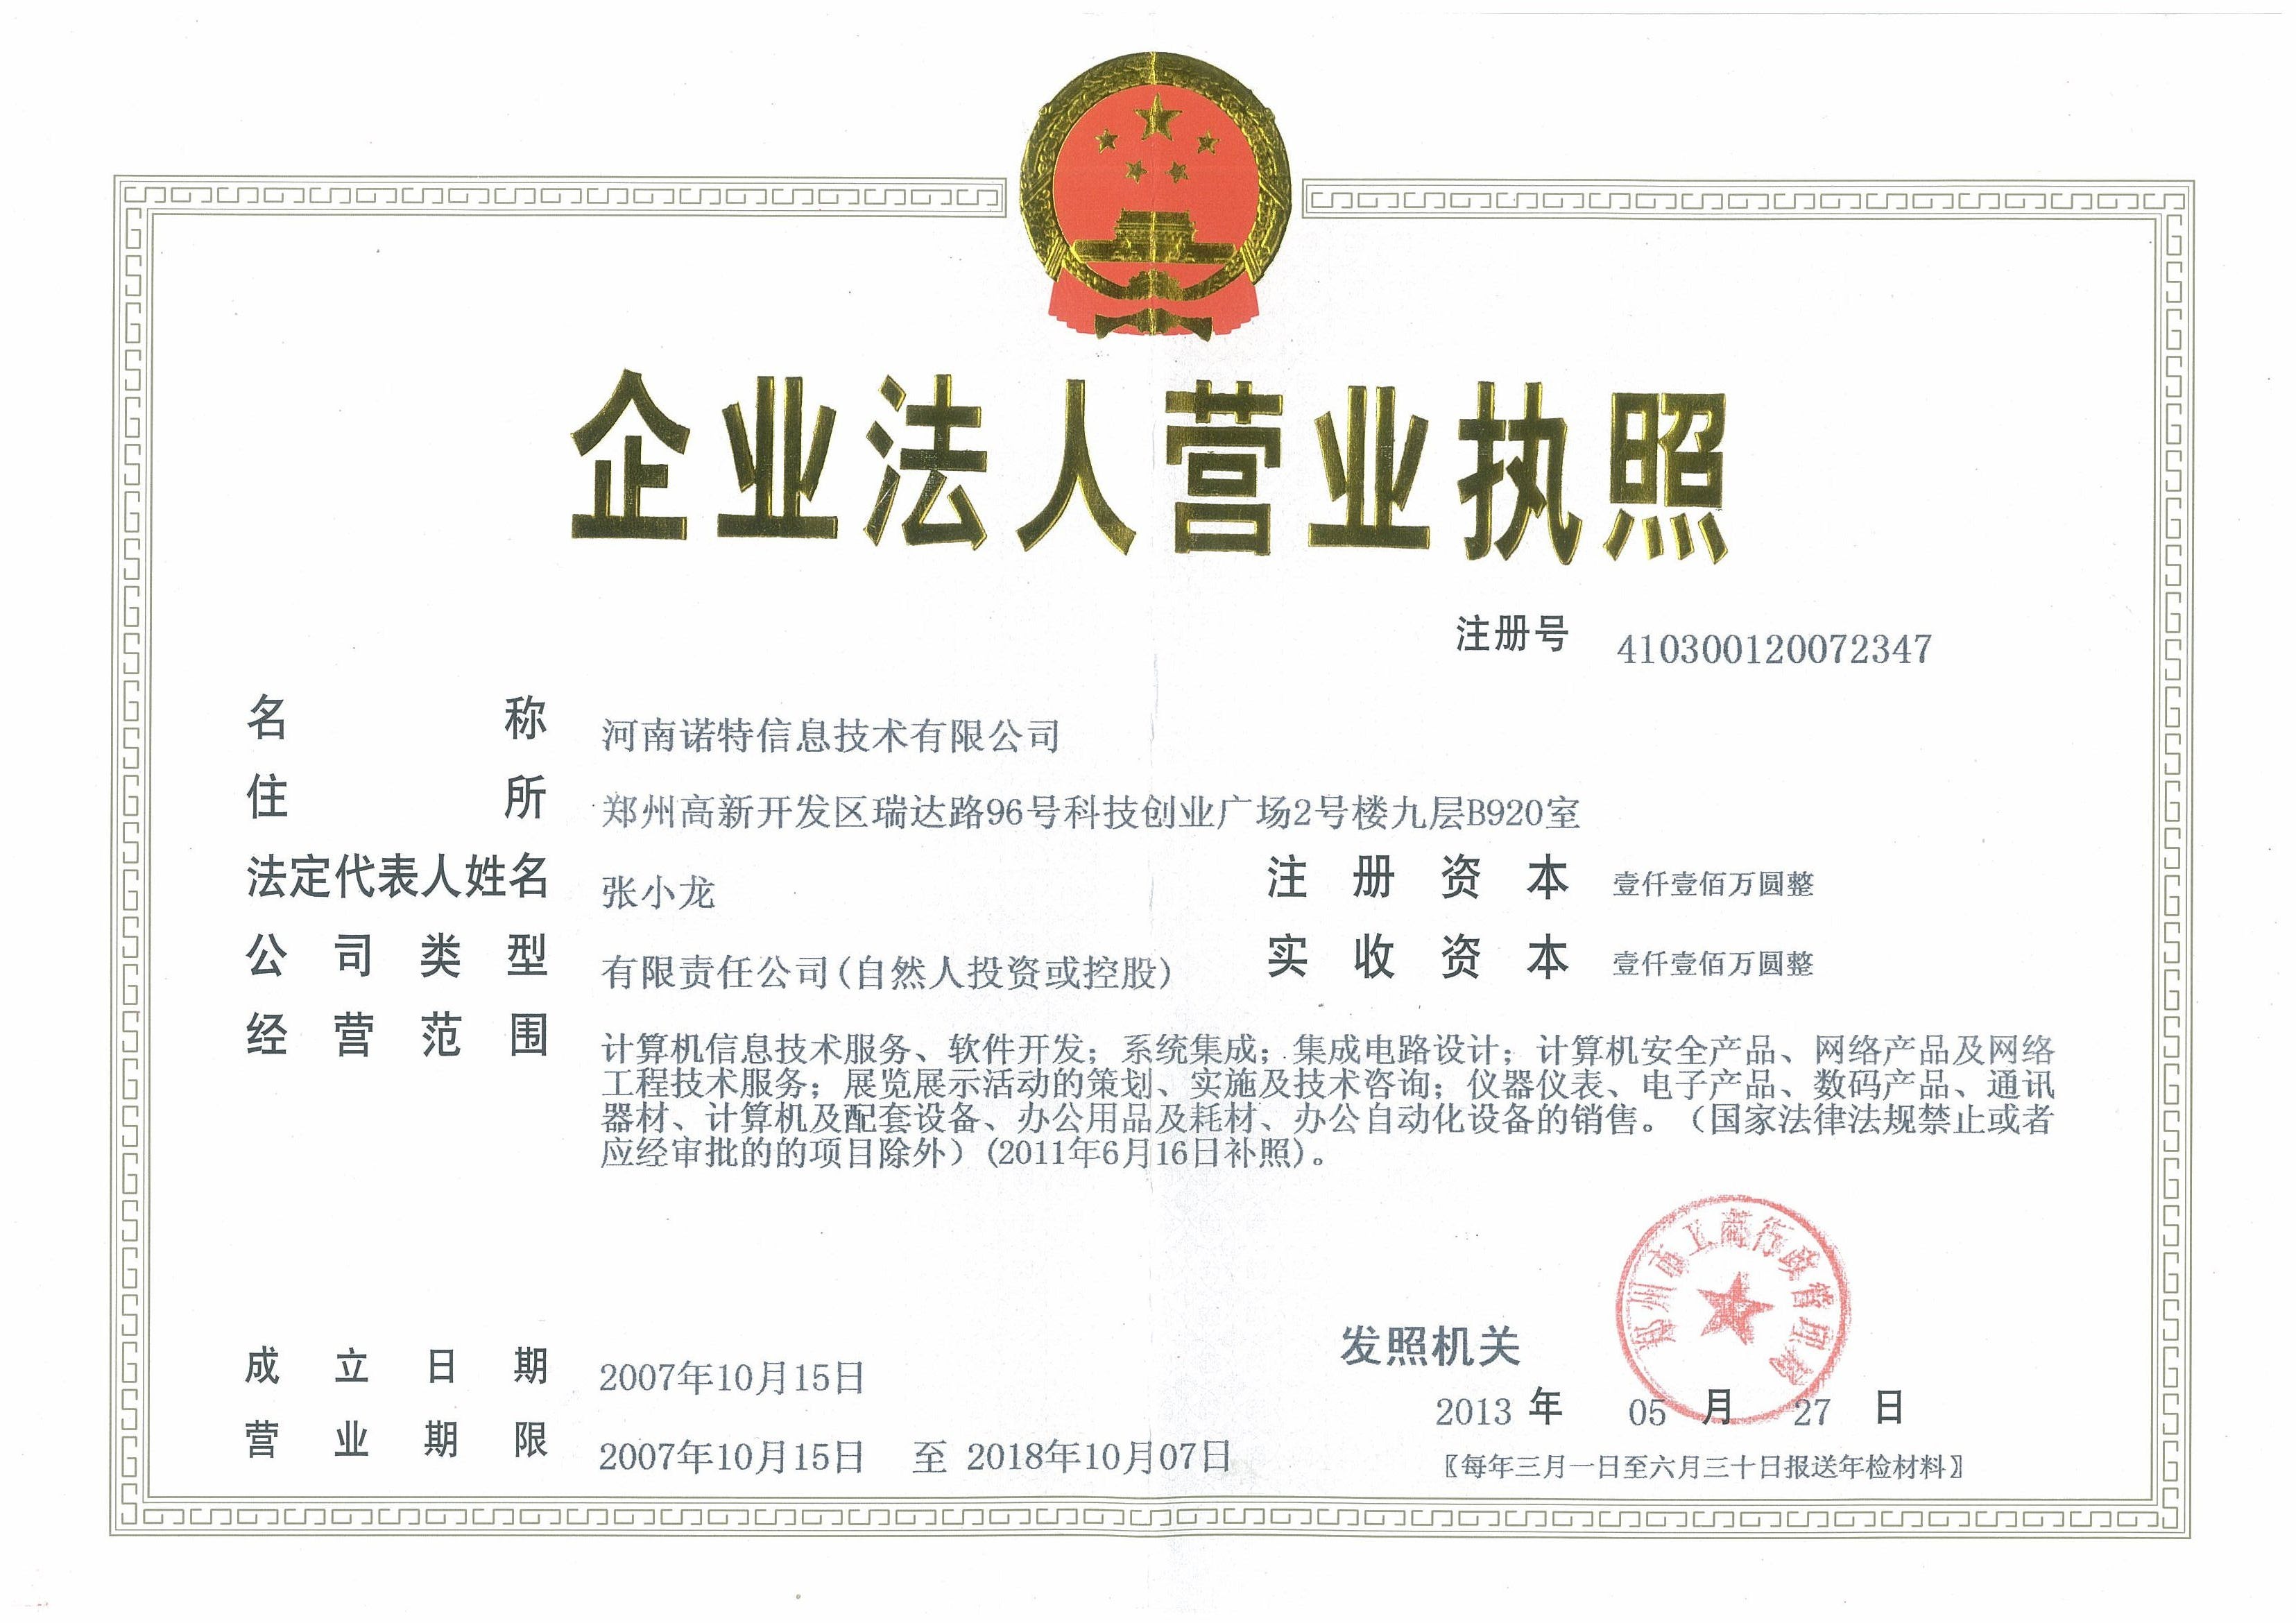 企业法人营业执照
注册号 410300120072347
名称 河南诺特信息技术有限公司
住所 郑州高新开发区瑞达路96号科技创业广场2号楼九层B920室
法定代表人姓名 张小龙 注册资本 壹仟壹佰万圆整
公司类型 有限责任公司(自然人投资或控股) 实收资本 壹仟壹佰万圆整
经营范围 计算机信息技术服务、软件开发；系统集成；集成电路设计；计算机安全产品、网络产品及网络
工程技术服务；展览展示活动的策划、实施及技术咨询；仪器仪表、电子产品、数码产品、通讯
器材、计算机及配套设备、办公用品及耗材、办公自动化设备的销售。（国家法律法规禁止或者
应经审批的的项目除外）(2011年6月16日补照)。
郑州市工商行政管理局
发照机关
成立日期 2007年10月15日
2013 年 05 月 27 日
营业期限 2007年10月15日 至 2018年10月07日
〖每年三月一日至六月三十日报送年检材料〗